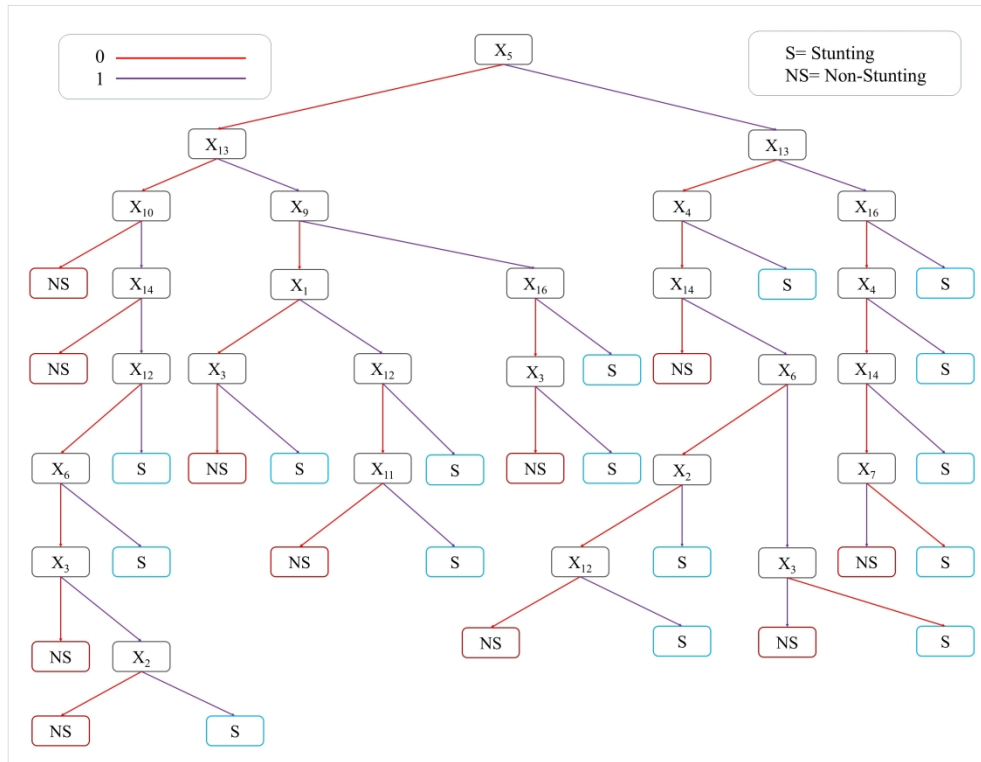 0
1
X₅
S= Stunting
NS= Non-Stunting
X₁₃
X₁₃
X₁₀
X₉
X₄
X₁₆
NS
X₁₄
X₁
X₁₆
X₁₄
S
X₄
S
NS
X₁₂
X₃
X₁₂
X₃
S
NS
X₆
X₁₄
S
X₆
S
NS
S
X₁₁
S
NS
S
X₂
X₇
S
X₃
S
NS
S
X₁₂
S
X₃
NS
S
NS
X₂
NS
S
NS
S
NS
S